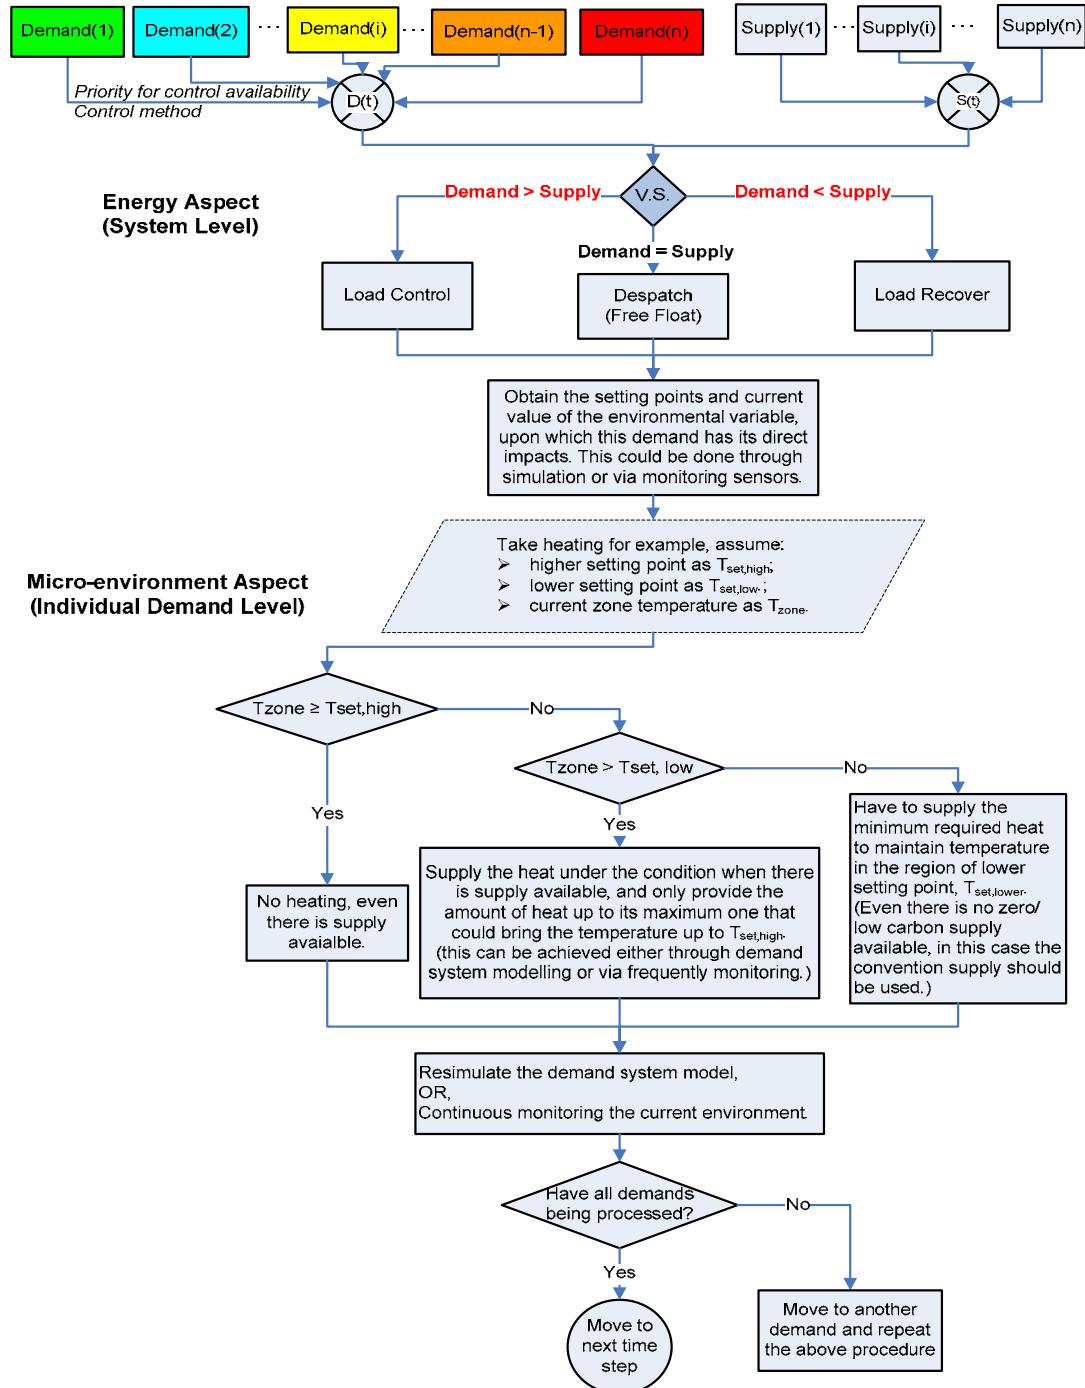 Demand(1)
Demand(2)
....
Demand(i)
....
Demand(n-1)
....
Demand(n)
Supply(1)
....
Supply(i)
....
Supply(n)
Priority for control availability
Control method
D(t)
S(t)
Energy Aspect
(System Level)
Demand > Supply
V.S.
Demand < Supply
Demand = Supply
Load Control
Despatch
(Free Float)
Load Recover
Obtain the setting points and current
value of the environmental variable,
upon which this demand has its direct
impacts. This could be done through
simulation or via monitoring sensors.
Micro-environment Aspect
(Individual Demand Level)
Take heating for example, assume:
➢ higher setting point as Tset,high;
➢ lower setting point as Tset,low.;
➢ current zone temperature as Tzone.
Tzone ≥ Tset,high
No
Tzone > Tset, low
No
Yes
Yes
No heating, even
there is supply
avaialble.
Supply the heat under the condition when there
is supply available, and only provide the
amount of heat up to its maximum one that
could bring the temperature up to Tset,high.
(this can be achieved either through demand
system modelling or via frequently monitoring.)
Have to supply the
minimum required heat
to maintain temperature
in the region of lower
setting point, Tset,lower.
(Even there is no zero/
low carbon supply
available, in this case the
convention supply should
be used.)
Resimulate the demand system model,
OR,
Continuous monitoring the current environment.
Have all demands
being processed?
No
Yes
Move to
next time
step
Move to another
demand and repeat
the above procedure